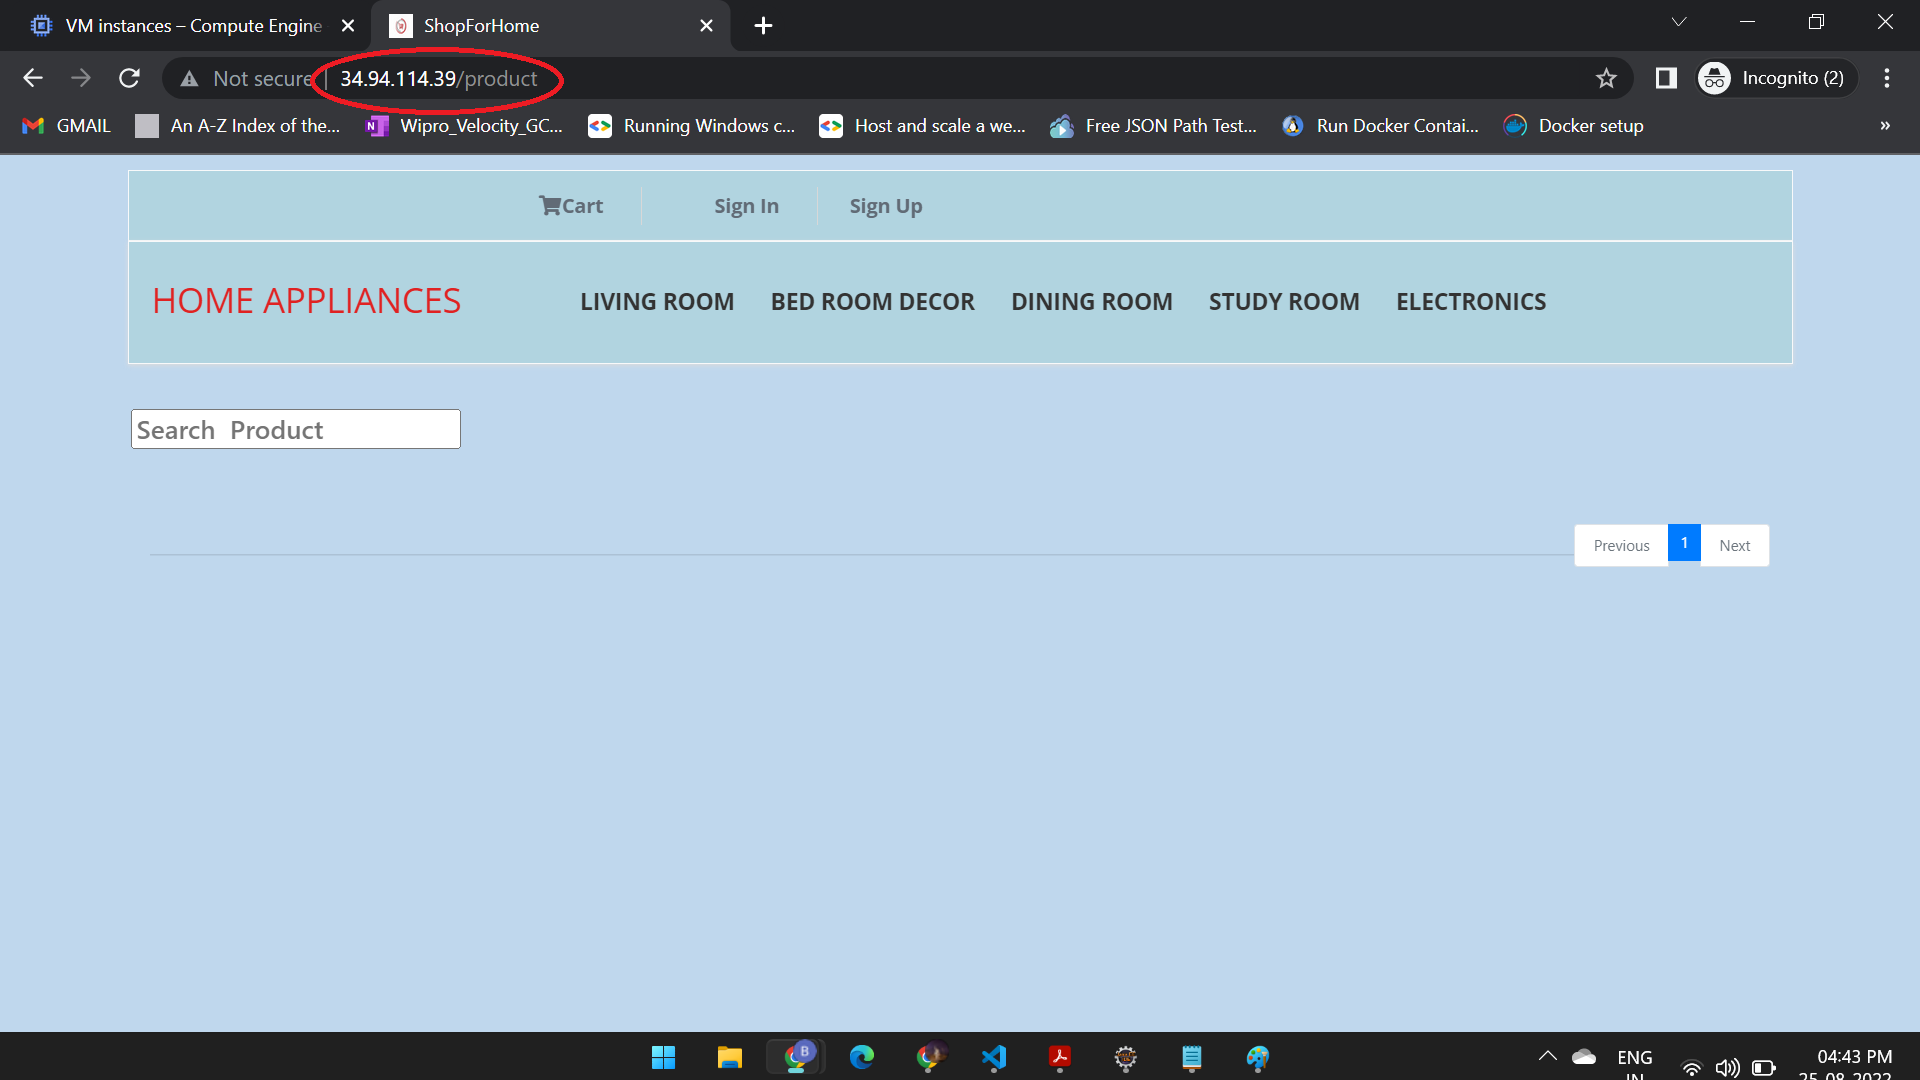 VM instances – Compute Engine
ShopForHome
Not secure | 34.94.114.39/product
Incognito (2)
GMAIL
An A-Z Index of the...
Wipro_Velocity_GC...
Running Windows c...
Host and scale a we...
Free JSON Path Test...
Run Docker Contai...
Docker setup
»
Cart
Sign In
Sign Up
HOME APPLIANCES
LIVING ROOM
BED ROOM DECOR
DINING ROOM
STUDY ROOM
ELECTRONICS
Search Product
Previous
1
Next
B
ENG
IN
04:43 PM
25-08-2022